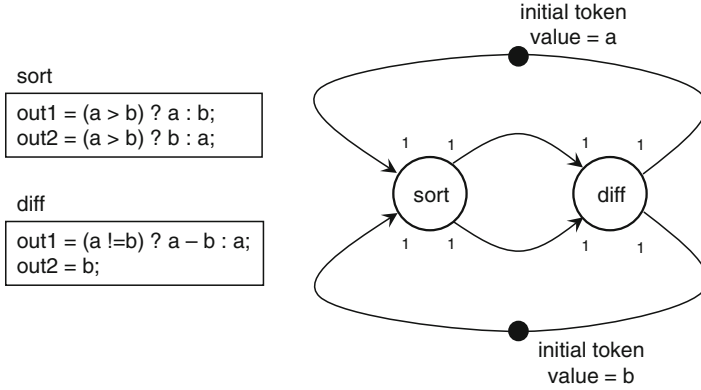 initial token
value = a
sort
out1 = (a > b) ? a : b;
out2 = (a > b) ? b : a;
1 1 1 1
sort
diff
diff
out1 = (a !=b) ? a – b : a;
out2 = b;
1 1 1 1
initial token
value = b